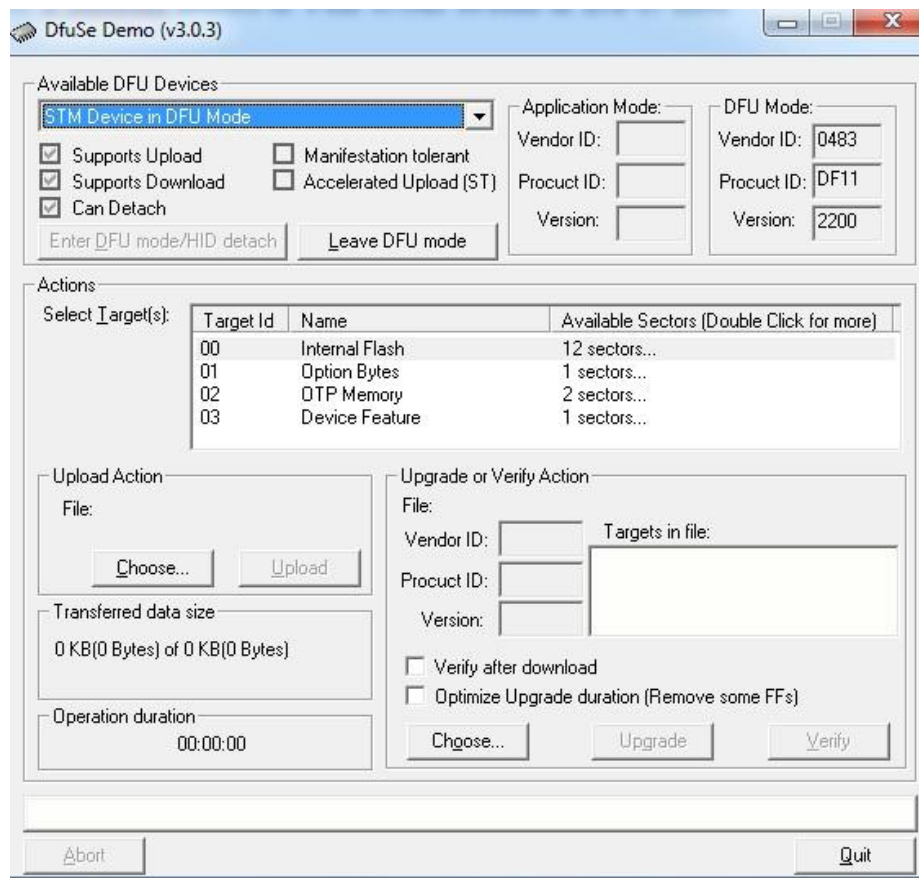 DfuSe Demo (v3.0.3)
Available DFU Devices
STM Device in DFU Mode
Supports Upload
Manifestation tolerant
Supports Download
Accelerated Upload (ST)
Can Detach
Enter DFU mode/HID detach
Leave DFU mode
Application Mode:
Vendor ID:
Procuct ID:
Version:
DFU Mode:
Vendor ID: 0483
Procuct ID: DF11
Version: 2200
Actions
Select Target(s):
Target Id Name Available Sectors (Double Click for more)
00 Internal Flash 12 sectors...
01 Option Bytes 1 sectors...
02 OTP Memory 2 sectors...
03 Device Feature 1 sectors...
Upload Action
File:
Choose... Upload
Transferred data size
0 KB(0 Bytes) of 0 KB(0 Bytes)
Operation duration
00:00:00
Upgrade or Verify Action
File:
Vendor ID:
Procuct ID:
Version:
Targets in file:
Verify after download
Optimize Upgrade duration (Remove some FFs)
Choose... Upgrade Verify
Abort Quit